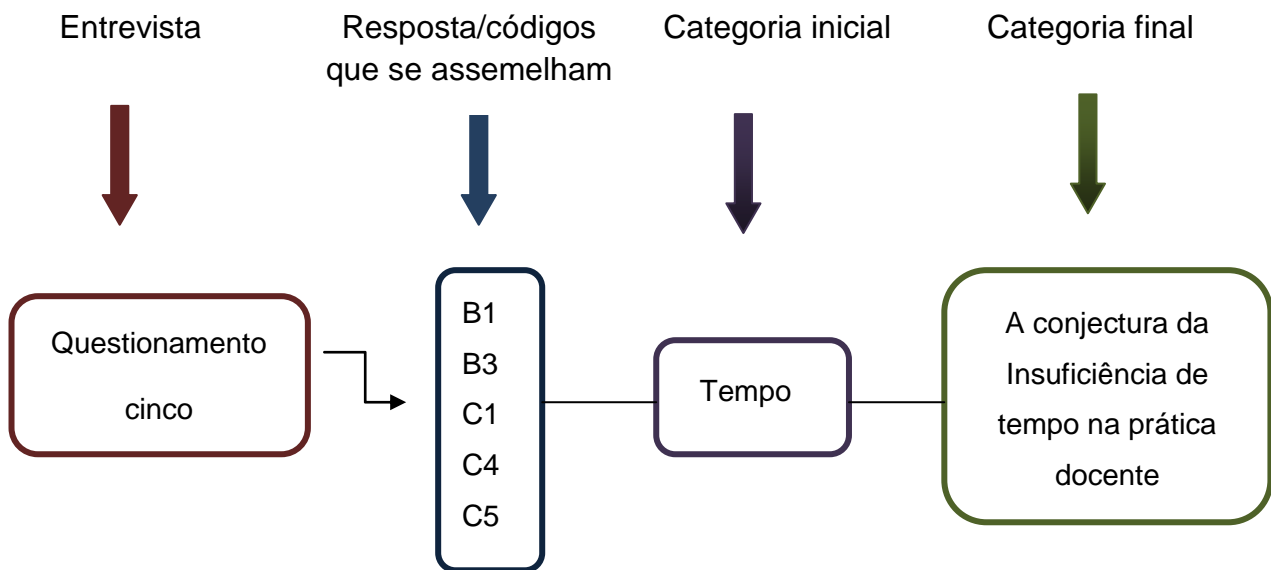 Entrevista
Resposta/códigos
que se assemelham
Categoria inicial
Categoria final
Questionamento
cinco
B1
B3
C1
C4
C5
Tempo
A conjectura da
Insuficiência de
tempo na prática
docente